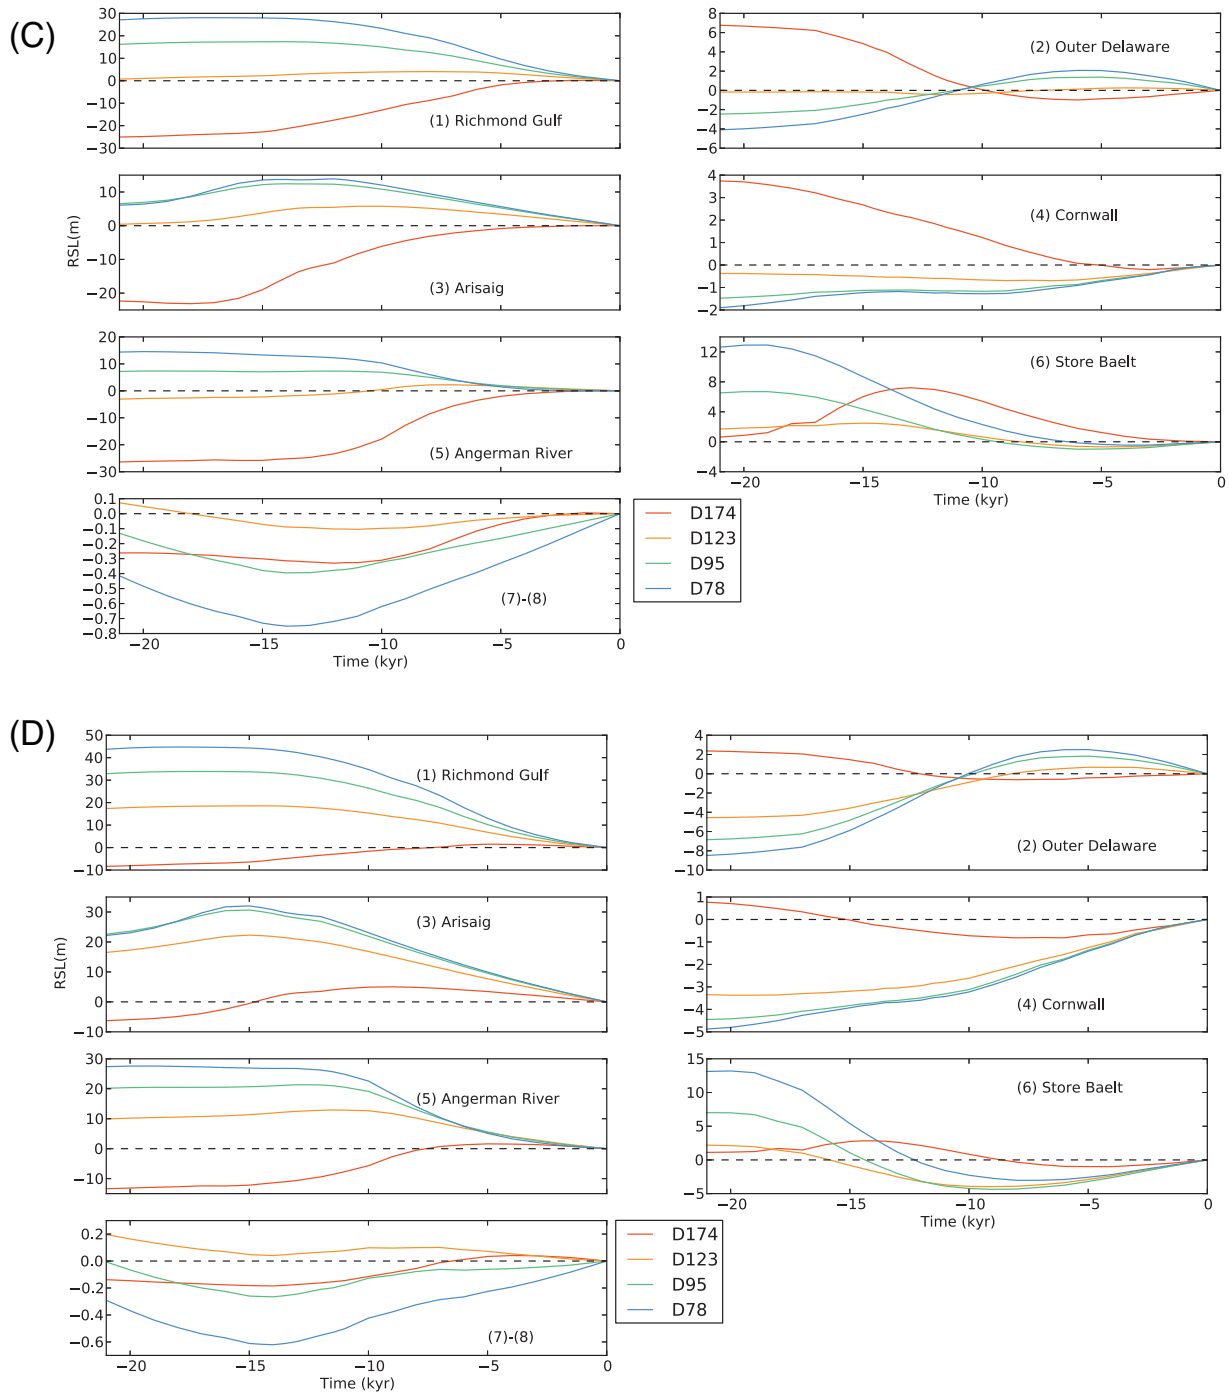 (C)
30
20
10
0
−10
−20
−30
(1) Richmond Gulf
8
6
4
2
0
−2
−4
−6
(2) Outer Delaware
RSL(m)
10
0
−10
−20
(3) Arisaig
4
3
2
1
0
−1
−2
(4) Cornwall
20
10
0
−10
−20
−30
(5) Angerman River
12
8
4
0
−4
(6) Store Baelt
−20 −15 −10 −5 0
Time (kyr)
0.1
0.0
−0.1
−0.2
−0.3
−0.4
−0.5
−0.6
−0.7
−0.8
(7)-(8)
−20 −15 −10 −5 0
Time (kyr)
D174
D123
D95
D78
(D)
50
40
30
20
10
0
−10
(1) Richmond Gulf
4
2
0
−2
−4
−6
−8
−10
(2) Outer Delaware
RSL(m)
30
20
10
0
−10
(3) Arisaig
1
0
−1
−2
−3
−4
−5
(4) Cornwall
30
20
10
0
−10
(5) Angerman River
15
10
5
0
−5
(6) Store Baelt
−20 −15 −10 −5 0
Time (kyr)
0.2
0.0
−0.2
−0.4
−0.6
(7)-(8)
−20 −15 −10 −5 0
Time (kyr)
D174
D123
D95
D78